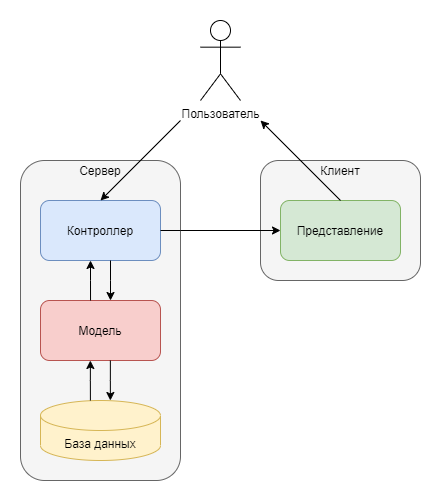 Пользователь
Сервер
Клиент
Контроллер
Представление
Модель
База данных